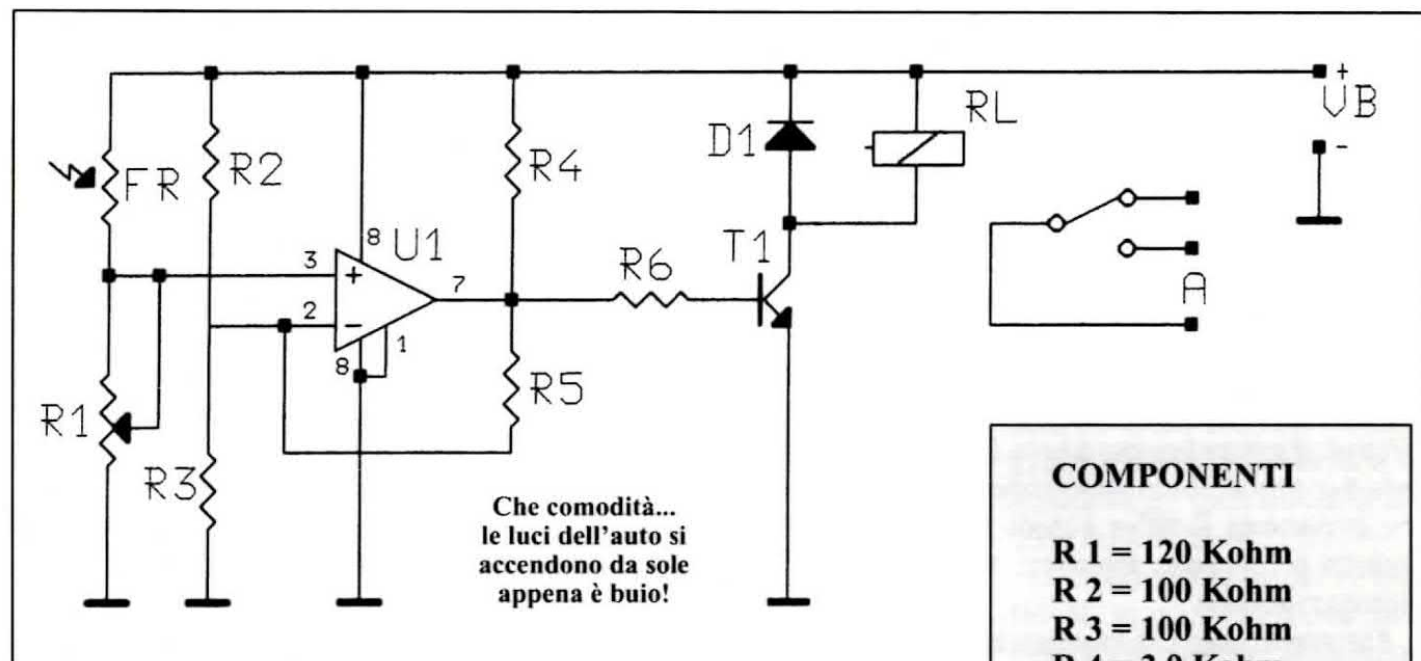 FR
R2
R4
D1
RL
+
VB
-
8
U1
3
+
7
2
-
8
1
R6
T1
A
R5
R1
R3
Che comodità...
le luci dell'auto si
accendono da sole
appena è buio!
COMPONENTI
R 1 = 120 Kohm
R 2 = 100 Kohm
R 3 = 100 Kohm
R 4 = Kohm